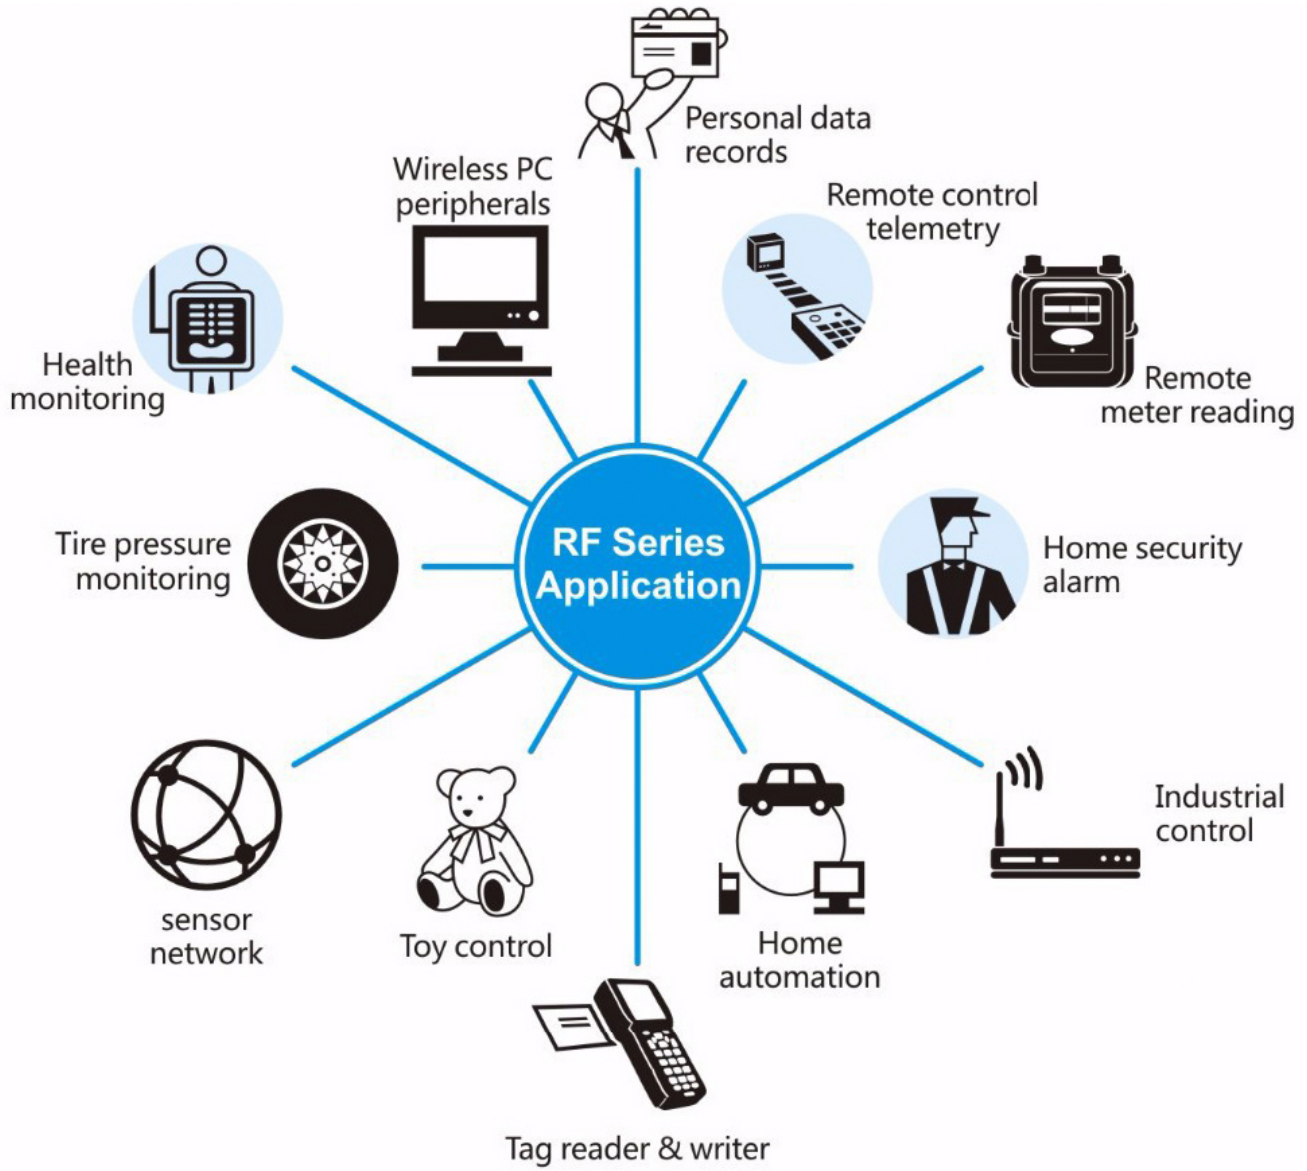 Personal data
records
Wireless PC
peripherals
Remote control
telemetry
Health
monitoring
Remote
meter reading
Tire pressure
monitoring
RF Series
Application
Home security
alarm
sensor
network
Toy control
Home
automation
Industrial
control
Tag reader & writer